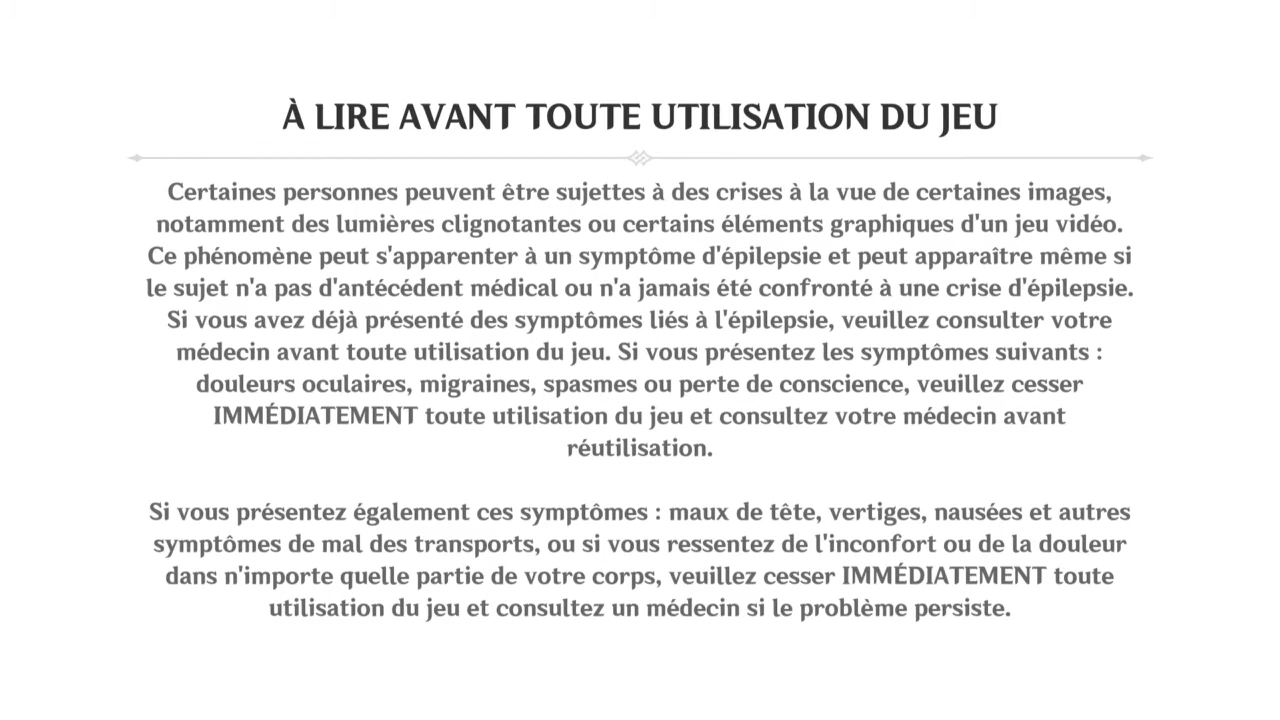 À LIRE AVANT TOUTE UTILISATION DU JEU
Certaines personnes peuvent être sujettes à des crises à la vue de certaines images,
notamment des lumières clignotantes ou certains éléments graphiques d'un jeu vidéo.
Ce phénomène peut s'apparenter à un symptôme d'épilepsie et peut apparaître même si
le sujet n'a pas d'antécédent médical ou n'a jamais été confronté à une crise d'épilepsie.
Si vous avez déjà présenté des symptômes liés à l'épilepsie, veuillez consulter votre
médecin avant toute utilisation du jeu. Si vous présentez les symptômes suivants :
douleurs oculaires, migraines, spasmes ou perte de conscience, veuillez cesser
IMMÉDIATEMENT toute utilisation du jeu et consultez votre médecin avant
réutilisation.
Si vous présentez également ces symptômes : maux de tête, vertiges, nausées et autres
symptômes de mal des transports, ou si vous ressentez de l'inconfort ou de la douleur
dans n'importe quelle partie de votre corps, veuillez cesser IMMÉDIATEMENT toute
utilisation du jeu et consultez un médecin si le problème persiste.